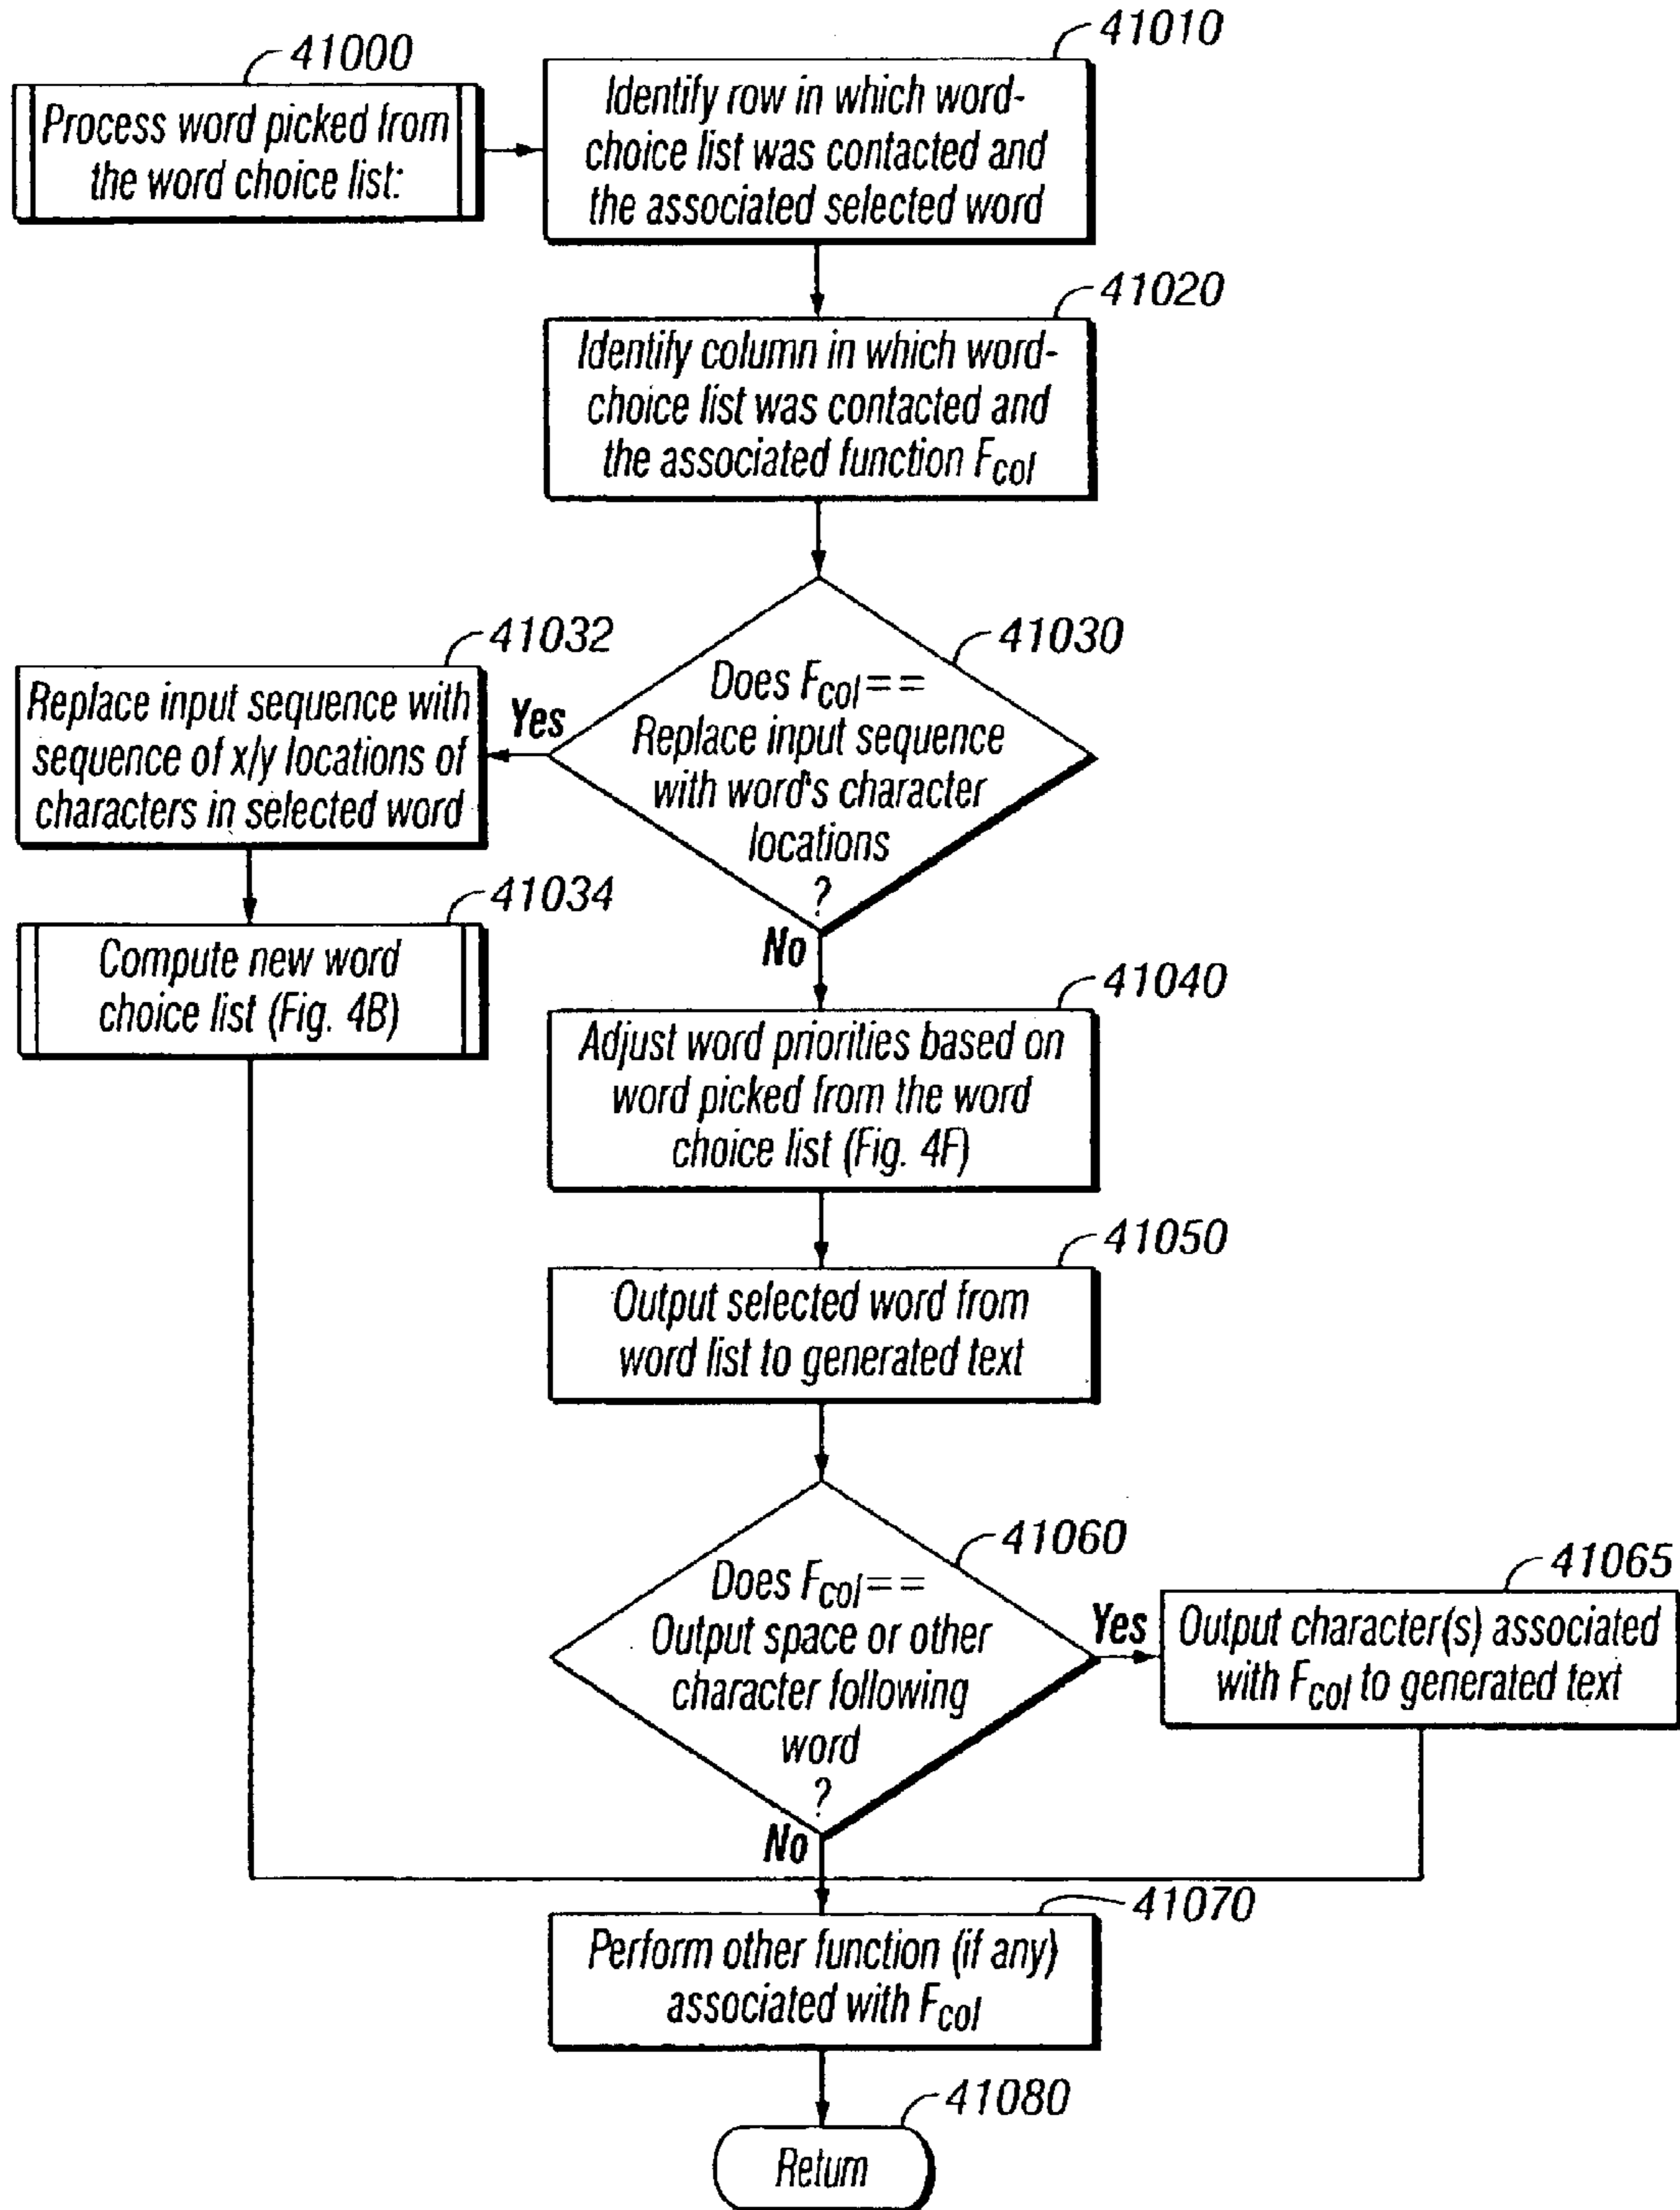 41000
Process word picked from
the word choice list:
41010
Identify row in which word-
choice list was contacted and
the associated selected word
41020
Identify column in which word-
choice list was contacted and
the associated function Fcol
41030
Does Fcol==
Replace input sequence
with word's character
locations
?
Yes
No
41032
Replace input sequence with
sequence of x/y locations of
characters in selected word
41034
Compute new word
choice list (Fig. 4B)
41040
Adjust word priorities based on
word picked from the word
choice list (Fig. 4F)
41050
Output selected word from
word list to generated text
41060
Does Fcol==
Output space or other
character following
word
?
Yes
No
41065
Output character(s) associated
with Fcol to generated text
41070
Perform other function (if any)
associated with Fcol
41080
Return